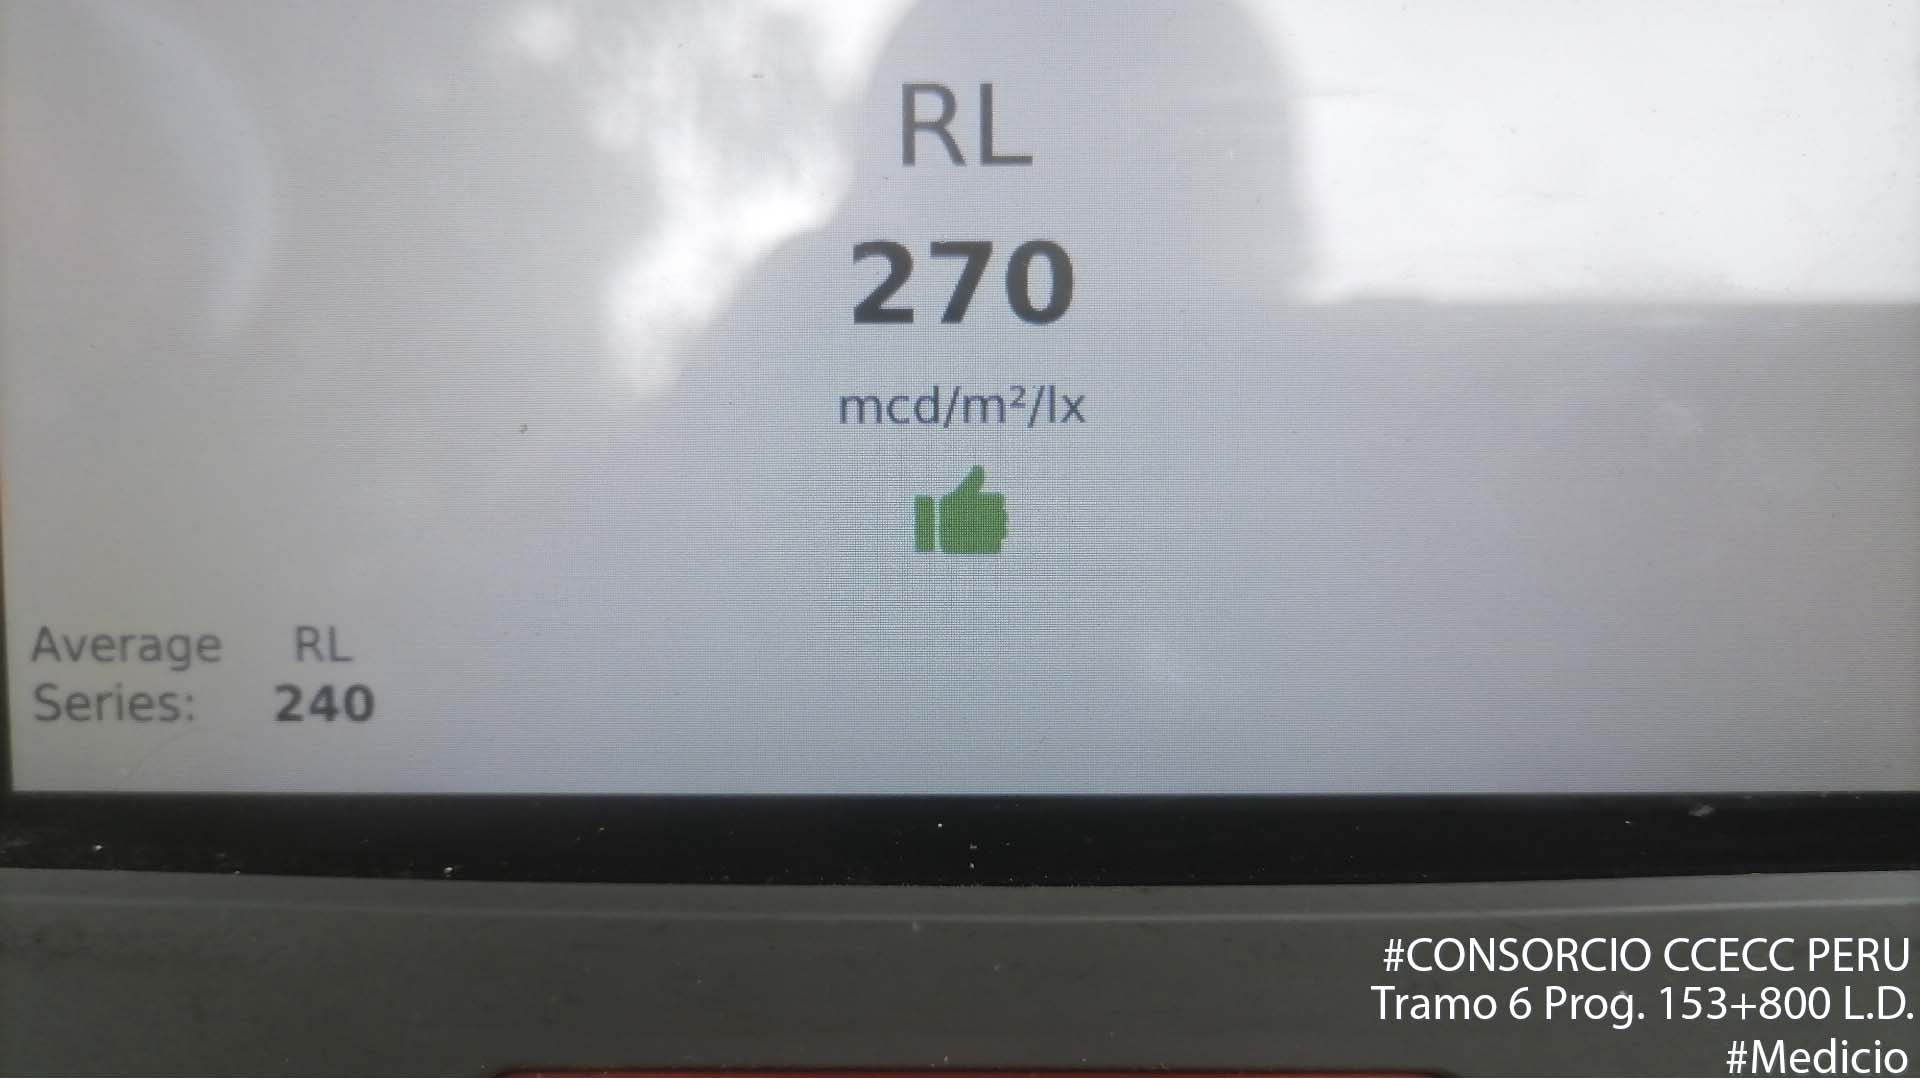 RL
270
mcd/m²/lx
Average RL
Series: 240
#CONSORCIO CCECC PERU
Tramo 6 Prog. 153+800 L.D.
#Medicio